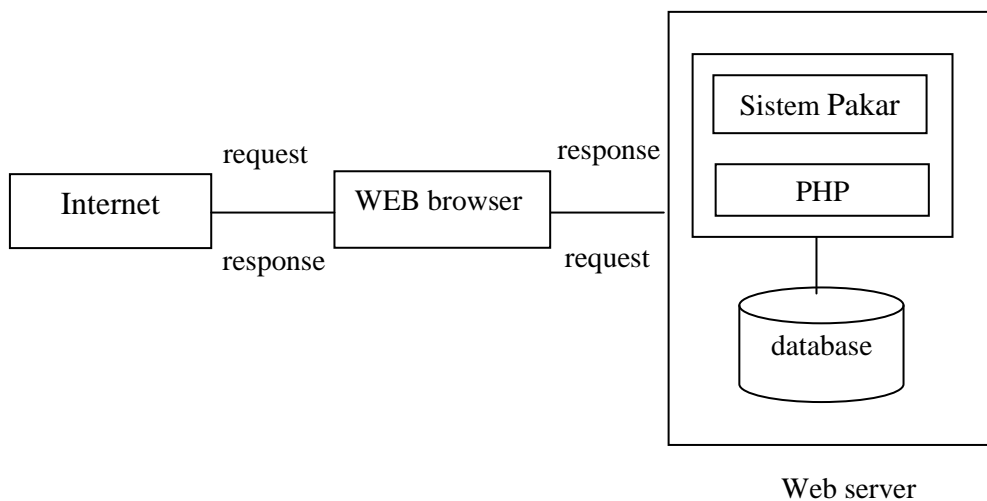 Sistem Pakar
request
response
PHP
Internet
WEB browser
response
request
database
Web server